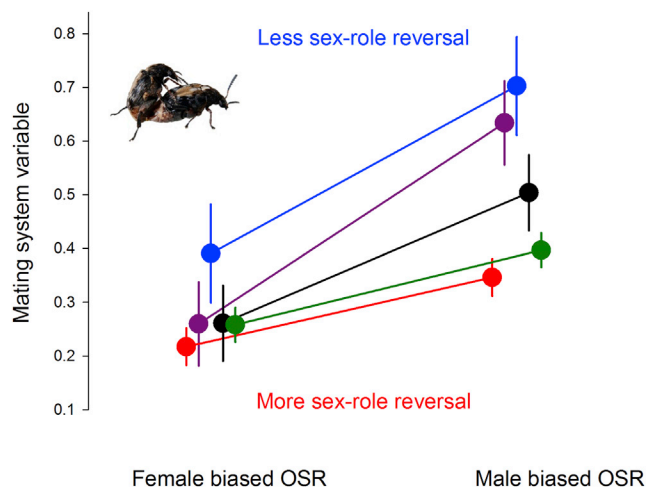 0.8
Less sex-role reversal
0.7
0.6
0.5
0.4
0.3
0.2
0.1
Mating system variable
More sex-role reversal
Female biased OSR
Male biased OSR